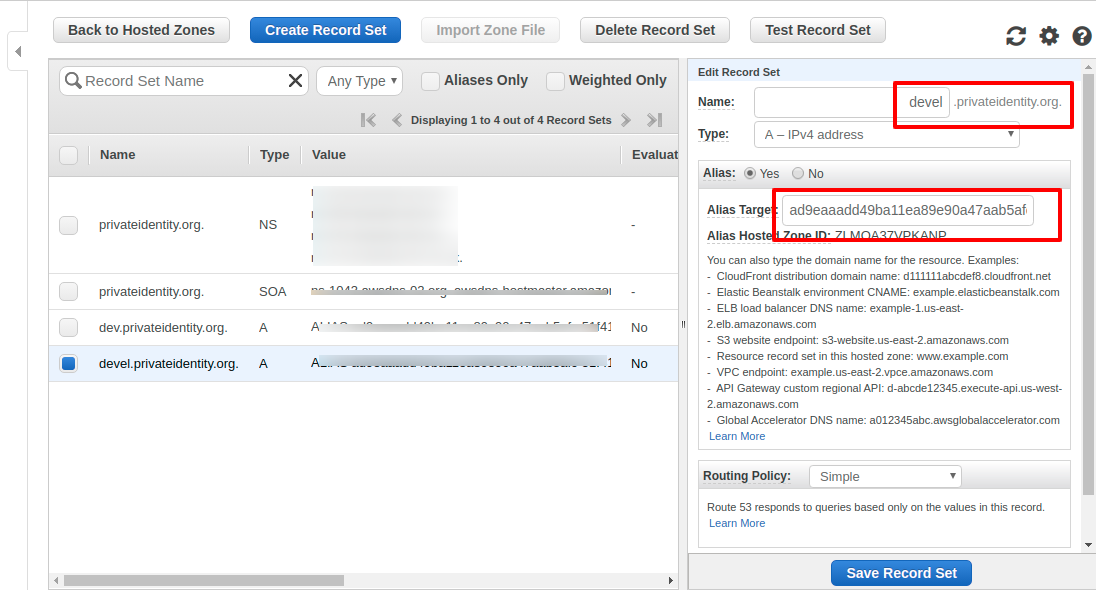 Back to Hosted Zones Create Record Set Import Zone File Delete Record Set Test Record Set
Record Set Name Any Type Aliases Only Weighted Only
Displaying 1 to 4 out of 4 Record Sets
Name Type Value Evaluat
privateidentity.org. NS -
privateidentity.org. SOA -
dev.privateidentity.org. A No
devel.privateidentity.org. A No
Edit Record Set
Name: devel .privateidentity.org.
Type: A – IPv4 address
Alias: Yes No
Alias Target: ad9eaaadd49ba11ea89e90a47aab5afc
Alias Hosted Zone ID: ZLMOA37VPKANP
You can also type the domain name for the resource. Examples:
- CloudFront distribution domain name: d111111abcdef8.cloudfront.net
- Elastic Beanstalk environment CNAME: example.elasticbeanstalk.com
- ELB load balancer DNS name: example-1.us-east-
2.elb.amazonaws.com
- S3 website endpoint: s3-website.us-east-2.amazonaws.com
- Resource record set in this hosted zone: www.example.com
- VPC endpoint: example.us-east-2.vpce.amazonaws.com
- API Gateway custom regional API: d-abcde12345.execute-api.us-west-
2.amazonaws.com
- Global Accelerator DNS name: a012345abc.awsglobalaccelerator.com
Learn More
Routing Policy: Simple
Route 53 responds to queries based only on the values in this record.
Learn More
Save Record Set